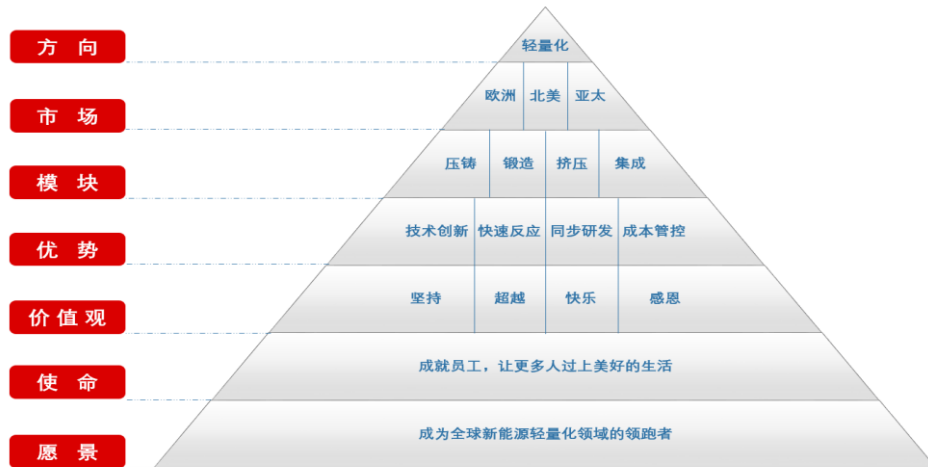 方 向
轻量化
市 场
欧洲 北美 亚太
模 块
压铸 锻造 挤压 集成
优 势
技术创新 快速反应 同步研发 成本管控
价值观
坚持 超越 快乐 感恩
使 命
成就员工，让更多人过上美好的生活
愿 景
成为全球新能源轻量化领域的领跑者